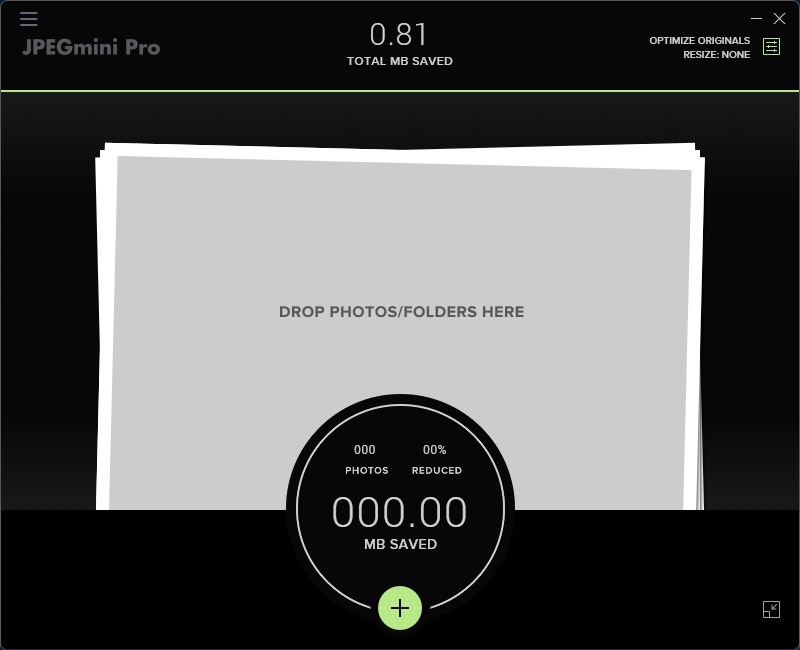 0.81
JPEGmini Pro
OPTIMIZE ORIGINALS
TOTAL MB SAVED
RESIZE: NONE
DROP PHOTOS/FOLDERS HERE
000 00%
PHOTOS REDUCED
000.00
MB SAVED